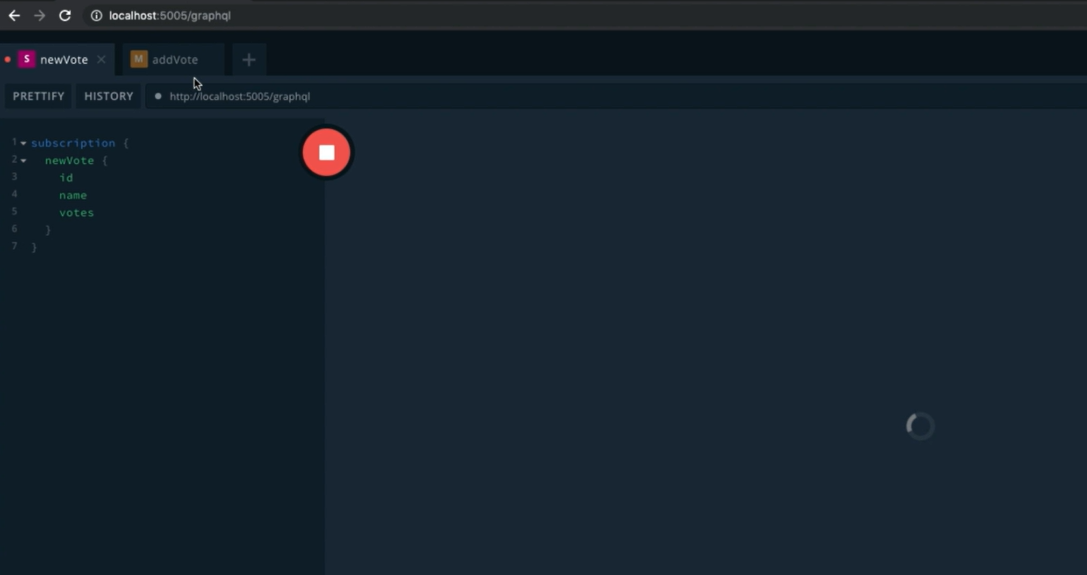 localhost:5005/graphql
S newVote × M addVote +
PRETTIFY HISTORY http://localhost:5005/graphql
1 subscription {
2 newVote {
3 id
4 name
5 votes
6 }
7 }